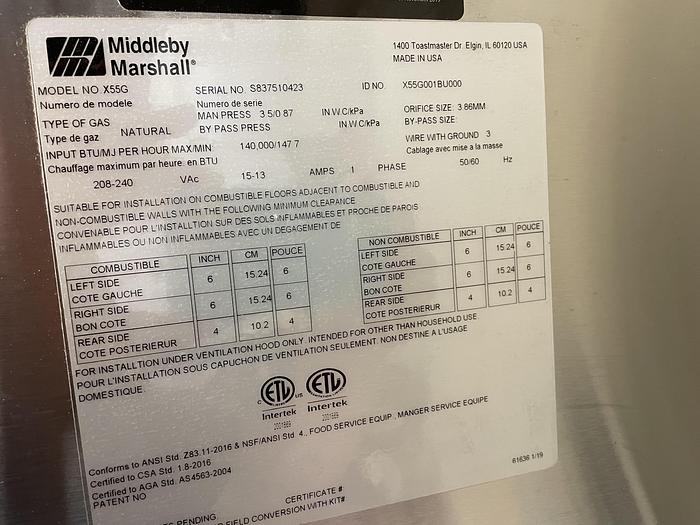 Middleby
Marshall®
1400 Toastmaster Dr. Elgin, IL 60120 USA
MADE IN USA
MODEL NO. X55G SERIAL NO. S837510423 ID NO. X55G001BU000
Numero de modele Numero de serie
TYPE OF GAS MAN PRESS 3.5/0.87 IN W.C/kPa ORIFICE SIZE: 3.86MM
Type de gaz NATURAL BY PASS PRESS IN W.C/kPa BY-PASS SIZE:
INPUT BTU/MJ PER HOUR MAX/MIN: 140,000/147.7 WIRE WITH GROUND 3
Chauffage maximum par heure. en BTU Cablage avec mise a la masse
208-240 VAc 15-13 AMPS 1 PHASE 50/60 Hz
SUITABLE FOR INSTALLATION ON COMBUSTIBLE FLOORS ADJACENT TO COMBUSTIBLE AND
NON-COMBUSTIBLE WALLS WITH THE FOLLOWING MINIMUM CLEARANCE
CONVENABLE POUR L'INSTALLTION SUR DES SOLS INFLAMMABLES ET PROCHE DE PAROIS
INFLAMMABLES OU NON INFLAMMABLES AVEC UN DEGAGEMENT DE
COMBUSTIBLE INCH CM POUCE
LEFT SIDE
COTE GAUCHE 6 15.24 6
RIGHT SIDE
BON COTE 6 15.24 6
REAR SIDE
COTE POSTERIERUR 4 10.2 4
NON COMBUSTIBLE INCH CM POUCE
LEFT SIDE
COTE GAUCHE 6 15.24 6
RIGHT SIDE
BON COTE 6 15.24 6
REAR SIDE
COTE POSTERIERUR 4 10.2 4
FOR INSTALLTION UNDER VENTILATION HOOD ONLY. INTENDED FOR OTHER THAN HOUSEHOLD USE.
POUR L'INSTALLATION SOUS CAPUCHON DE VENTILATION SEULEMENT. NON DESTINE A L'USAGE
DOMESTIQUE.
C ETL US ETL
Intertek Intertek
Conforms to ANSI Std. Z83.11-2016 & NSF/ANSI Std 4., FOOD SERVICE EQUIP., MANGER SERVICE EQUIPE
Certified to CSA Std. 1.8-2016
Certified to AGA Std. AS4563-2004
PATENT NO
61636 1/19
CERTIFICATE #
PENDING
FIELD CONVERSION WITH KIT#